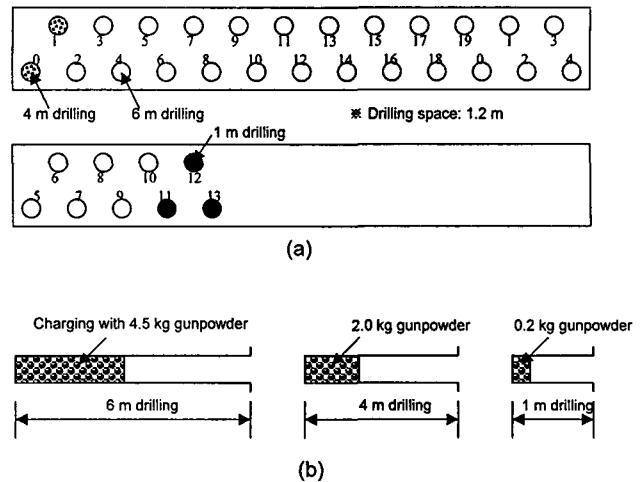 1 3 5 7 9 11 13 15 17 19 1 3
0 2 4 6 8 10 12 14 16 18 0 2 4
4 m drilling 6 m drilling ※ Drilling space: 1.2 m
1 m drilling
6 8 10 12
5 7 9 11 13
(a)
Charging with 4.5 kg gunpowder 2.0 kg gunpowder 0.2 kg gunpowder
6 m drilling 4 m drilling 1 m drilling
(b)